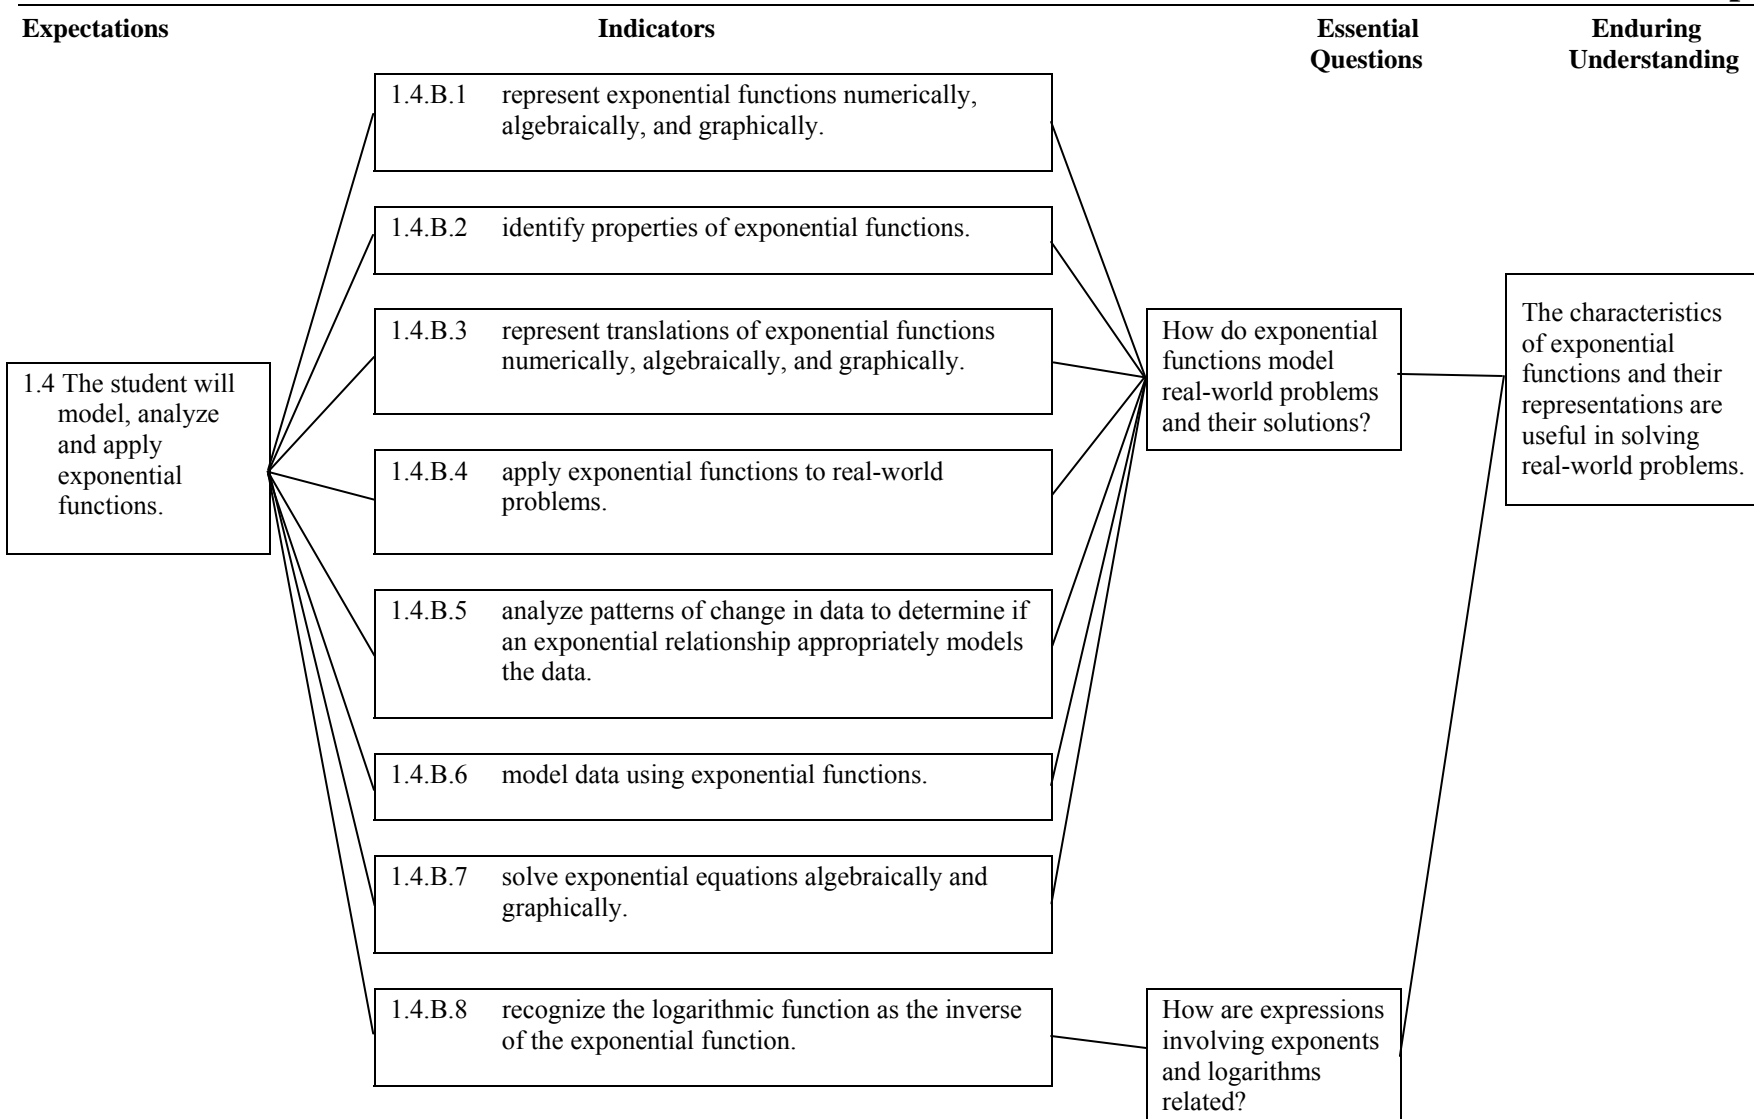 Expectations
Indicators
Essential
Questions
Enduring
Understanding
1.4 The student will
model, analyze
and apply
exponential
functions.
1.4.B.1 represent exponential functions numerically,
algebraically, and graphically.
1.4.B.2 identify properties of exponential functions.
1.4.B.3 represent translations of exponential functions
numerically, algebraically, and graphically.
1.4.B.4 apply exponential functions to real-world
problems.
1.4.B.5 analyze patterns of change in data to determine if
an exponential relationship appropriately models
the data.
1.4.B.6 model data using exponential functions.
1.4.B.7 solve exponential equations algebraically and
graphically.
1.4.B.8 recognize the logarithmic function as the inverse
of the exponential function.
How do exponential
functions model
real-world problems
and their solutions?
How are expressions
involving exponents
and logarithms
related?
The characteristics
of exponential
functions and their
representations are
useful in solving
real-world problems.